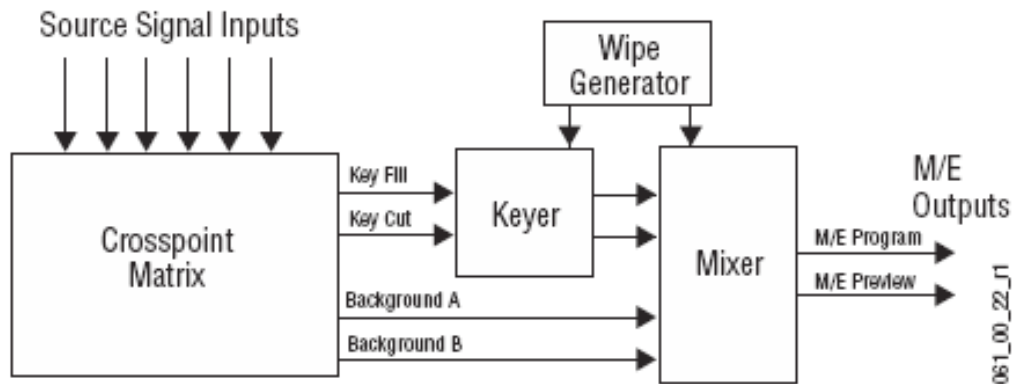 Source Signal Inputs
Wipe
Generator
Key Fill
Key Cut
Keyer
Crosspoint
Matrix
Background A
Background B
Mixer
M/E
Outputs
M/E Program
M/E Preview
061_00_22_r1